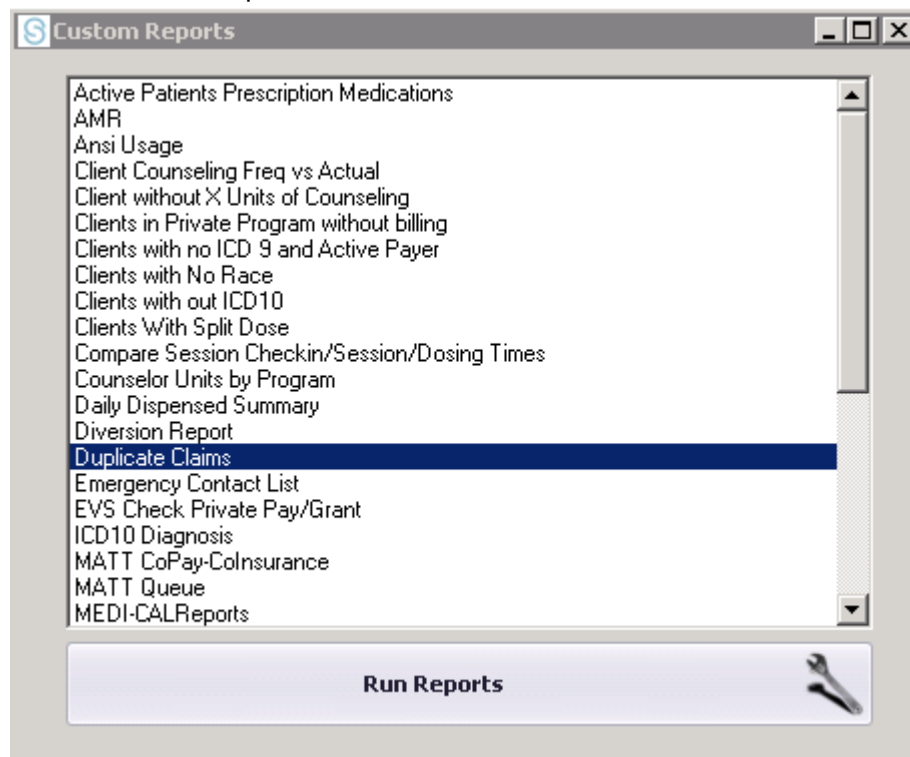 Custom Reports
Active Patients Prescription Medications
AMR
Ansi Usage
Client Counseling Freq vs Actual
Client without X Units of Counseling
Clients in Private Program without billing
Clients with no ICD 9 and Active Payer
Clients with No Race
Clients with out ICD10
Clients With Split Dose
Compare Session Checkin/Session/Dosing Times
Counselor Units by Program
Daily Dispensed Summary
Diversion Report
Duplicate Claims
Emergency Contact List
EVS Check Private Pay/Grant
ICD10 Diagnosis
MATT CoPay-CoInsurance
MATT Queue
MEDI-CALReports
Run Reports